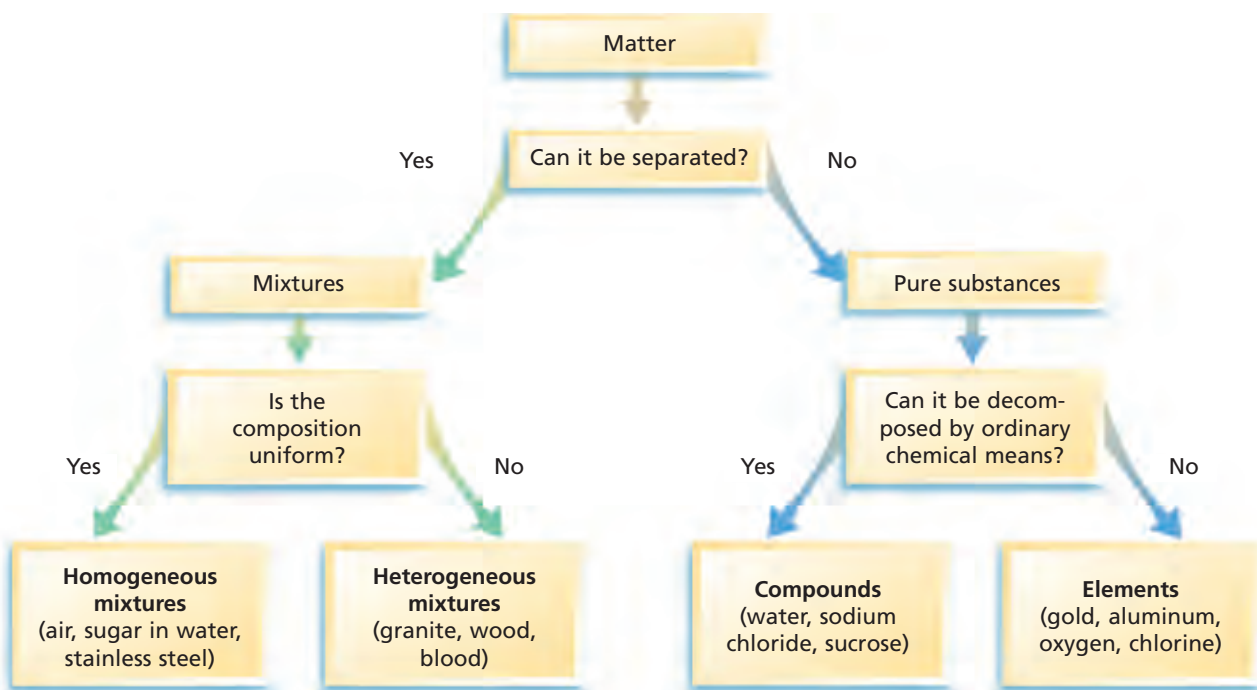 Matter
Can it be separated?
Yes
No
Mixtures
Pure substances
Is the
composition
uniform?
Can it be decom-
posed by ordinary
chemical means?
Yes
No
Yes
No
Homogeneous
mixtures
(air, sugar in water,
stainless steel)
Heterogeneous
mixtures
(granite, wood,
blood)
Compounds
(water, sodium
chloride, sucrose)
Elements
(gold, aluminum,
oxygen, chlorine)